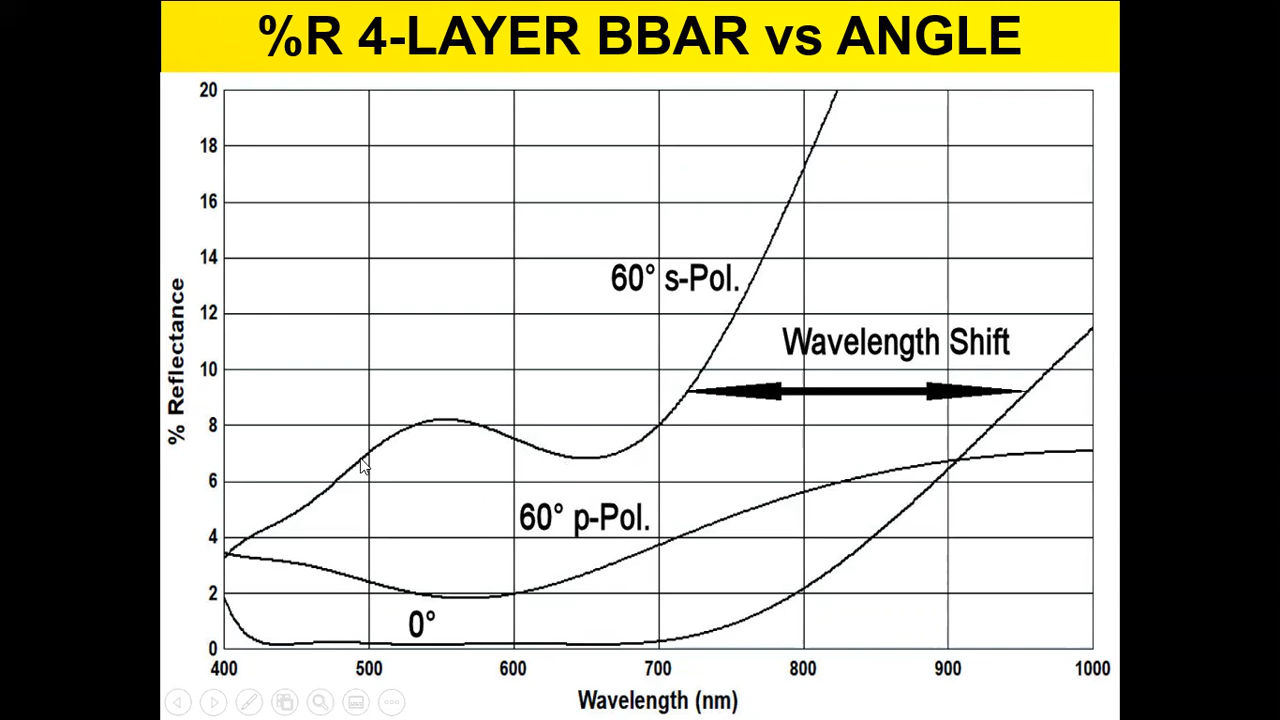 %R 4-LAYER BBAR vs ANGLE
20
18
16
14
12
10
8
6
4
2
0
% Reflectance
60° s-Pol.
Wavelength Shift
60° p-Pol.
0°
400 500 600 700 800 900 1000
Wavelength (nm)